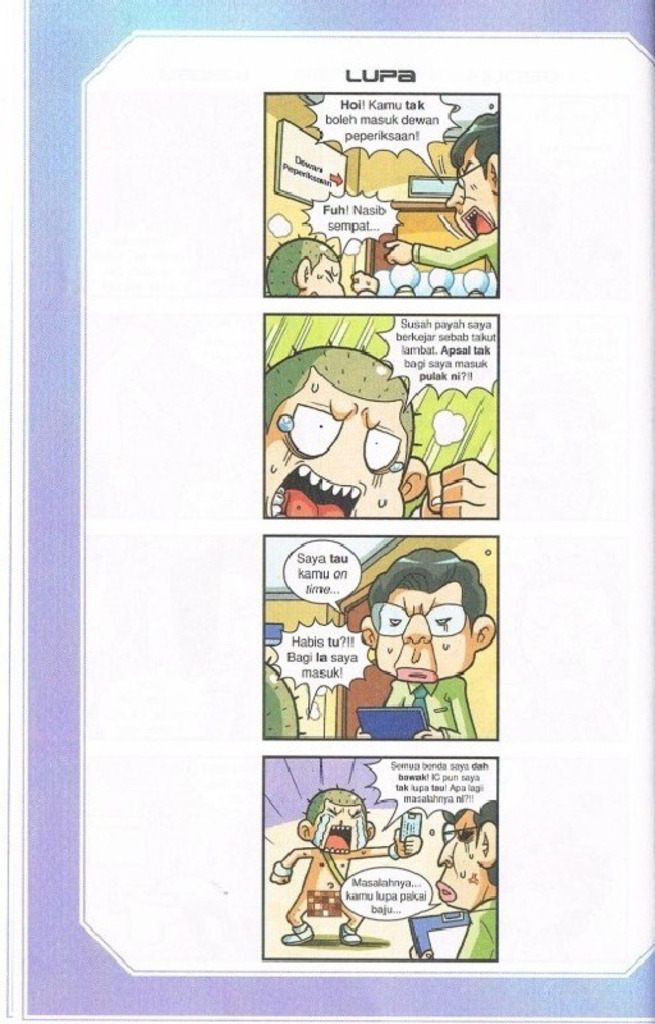 LUPA
Hoi! Kamu tak
boleh masuk dewan
peperiksaan!
Dewan
Peperiksaan
Fuh! Nasib
sempat...
Susah payah saya
berkejar sebab takut
lambat. Apsal tak
bagi saya masuk
pulak ni?!!
Saya tau
kamu on
time...
Habis tu?!!
Bagi la saya
masuk!
Semua benda saya dah
bawak! IC pun saya
tak lupa tau! Apa lagi
masalahnya ni?!!
Masalahnya...
kamu lupa pakai
baju...